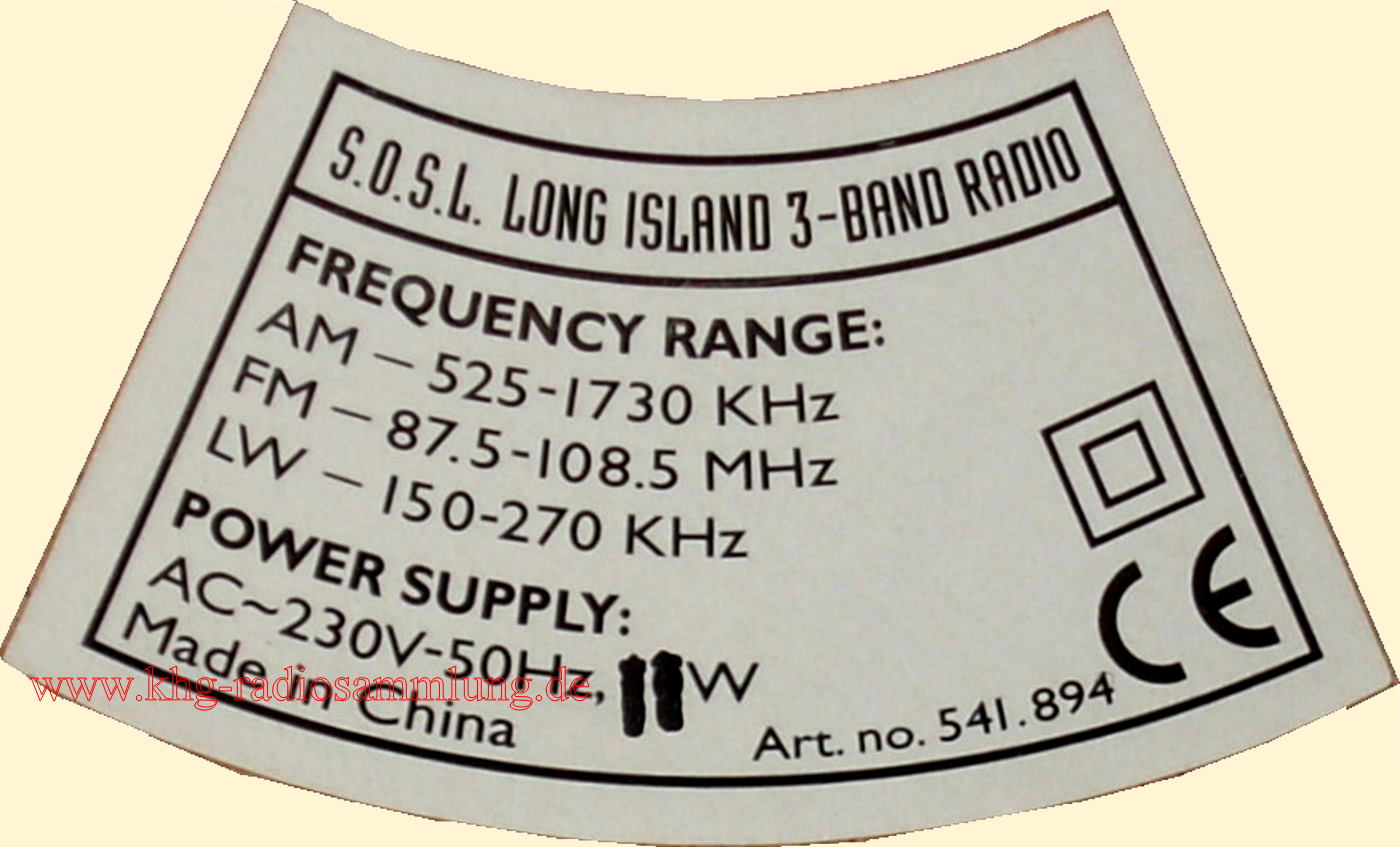 S.O.S.L. LONG ISLAND 3-BAND RADIO
FREQUENCY RANGE:
AM – 525-1730 KHz
FM – 87.5-108.5 MHz
LW – 150-270 KHz
POWER SUPPLY:
AC~230V-50Hz, W
Made in China
www.khg-radiosammlung.de
Art. no. 541.894
CE